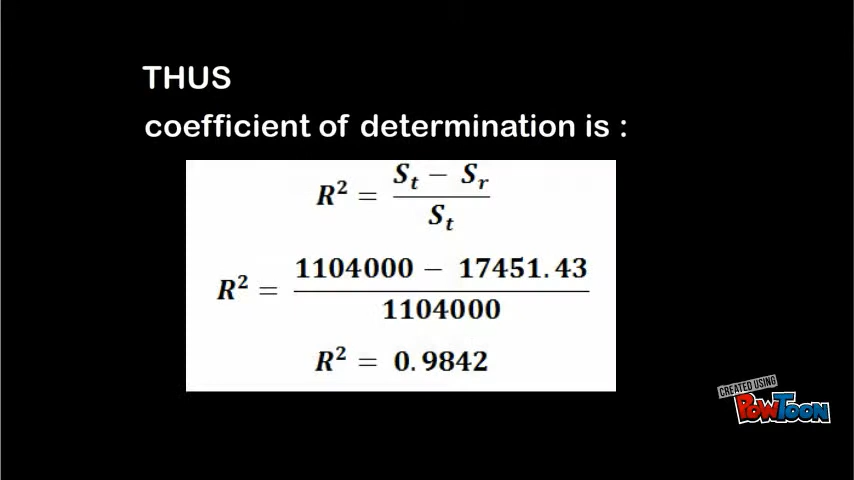 THUS
coefficient of determination is :
R² = (Sₜ − Sᵣ) / Sₜ
R² = (1104000 − 17451.43) / 1104000
R² = 0.9842
CREATED USING
POWTOON